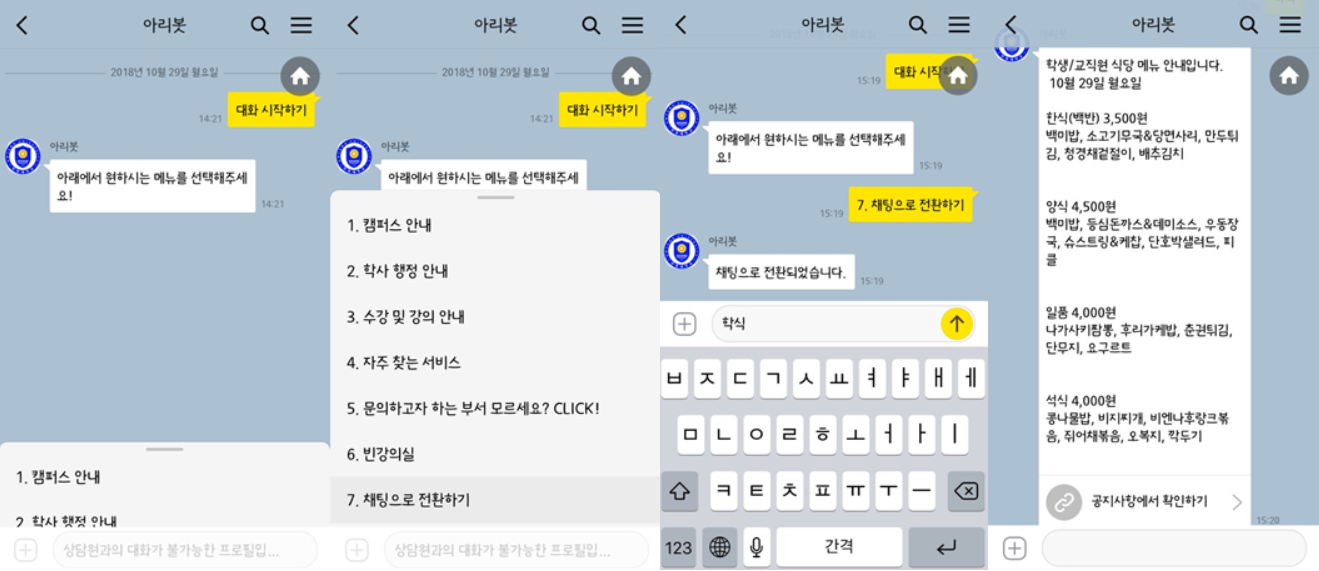 아리봇
2018년 10월 29일 월요일
대화 시작하기
14:21
아리봇
아래에서 원하시는 메뉴를 선택해주세
요!
14:21
1. 캠퍼스 안내
2. 학사 행정 안내
상담원과의 대화가 불가능한 프로필입...
아리봇
2018년 10월 29일 월요일
대화 시작하기
14:21
아리봇
아래에서 원하시는 메뉴를 선택해주세
1. 캠퍼스 안내
2. 학사 행정 안내
3. 수강 및 강의 안내
4. 자주 찾는 서비스
5. 문의하고자 하는 부서 모르세요? CLICK!
6. 빈강의실
7. 채팅으로 전환하기
상담원과의 대화가 불가능한 프로필입...
아리봇
대화 시작
15:19
아리봇
아래에서 원하시는 메뉴를 선택해주세
요!
15:19
7. 채팅으로 전환하기
15:19
아리봇
채팅으로 전환되었습니다.
15:19
학식
ㅂ ㅈ ㄷ ㄱ ㅅ ㅛ ㅕ ㅑ ㅐ ㅔ
ㅁ ㄴ ㅇ ㄹ ㅎ ㅗ ㅓ ㅏ ㅣ
ㅋ ㅌ ㅊ ㅍ ㅠ ㅜ ㅡ
123 간격
아리봇
학생/교직원 식당 메뉴 안내입니다.
10월 29일 월요일
한식(백반) 3,500원
백미밥, 소고기무국&당면사리, 만두튀
김, 청경채겉절이, 배추김치
양식 4,500원
백미밥, 등심돈까스&데미소스, 우동장
국, 슈스트링&케찹, 단호박샐러드, 피
클
일품 4,000원
나가사키짬뽕, 후리가케밥, 춘권튀김,
단무지, 요구르트
석식 4,000원
콩나물밥, 비지찌개, 비엔나후랑크볶
음, 쥐어채볶음, 오복지, 깍두기
공지사항에서 확인하기
15:20